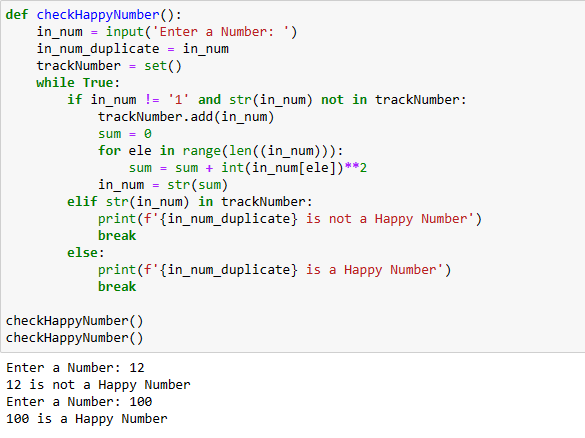 def checkHappyNumber():
    in_num = input('Enter a Number: ')
    in_num_duplicate = in_num
    trackNumber = set()
    while True:
        if in_num != '1' and str(in_num) not in trackNumber:
            trackNumber.add(in_num)
            sum = 0
            for ele in range(len((in_num))):
                sum = sum + int(in_num[ele])**2
            in_num = str(sum)
        elif str(in_num) in trackNumber:
            print(f'{in_num_duplicate} is not a Happy Number')
            break
        else:
            print(f'{in_num_duplicate} is a Happy Number')
            break
checkHappyNumber()
checkHappyNumber()
Enter a Number: 12
12 is not a Happy Number
Enter a Number: 100
100 is a Happy Number